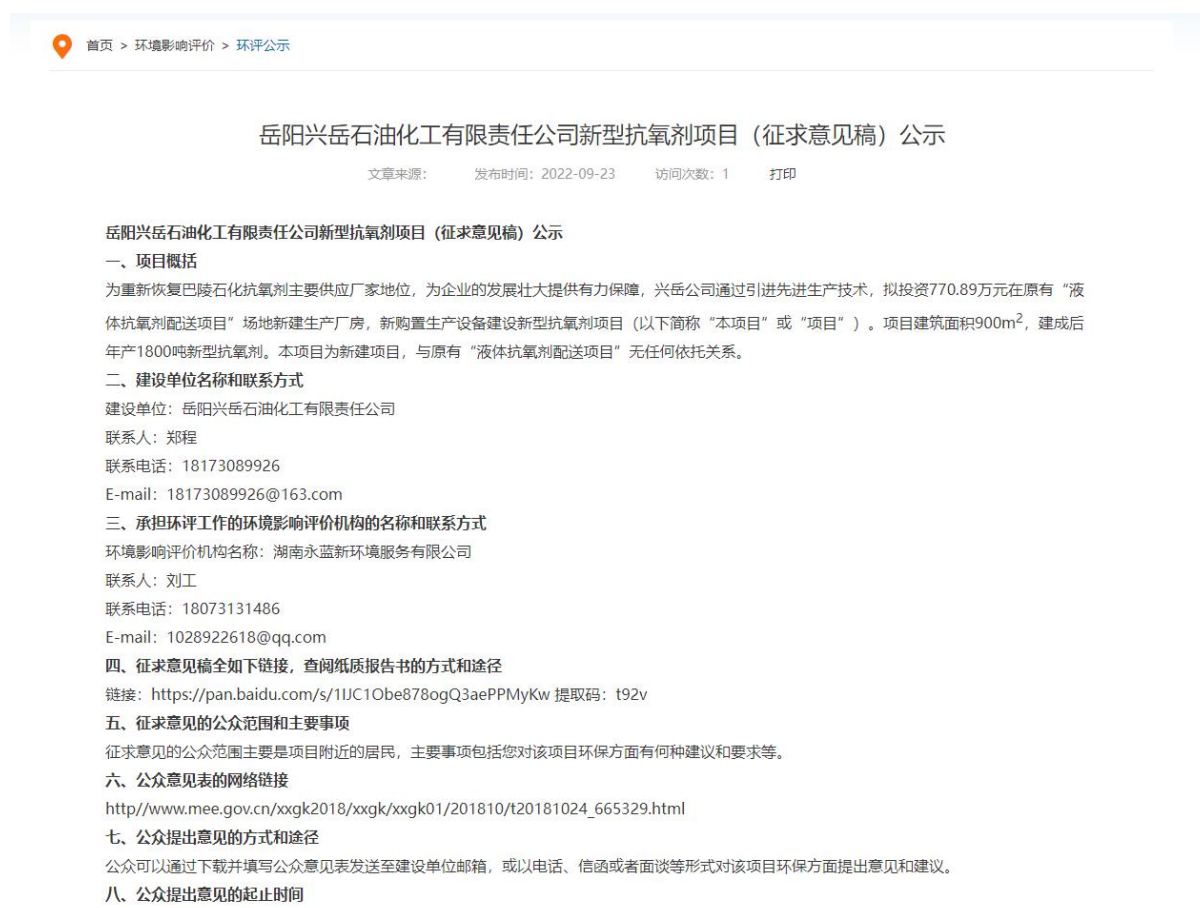 首页 > 环境影响评价 > 环评公示
岳阳兴岳石油化工有限责任公司新型抗氧剂项目（征求意见稿）公示
文章来源： 发布时间：2022-09-23 访问次数：1 打印
岳阳兴岳石油化工有限责任公司新型抗氧剂项目（征求意见稿）公示
一、项目概括
为重新恢复巴陵石化抗氧剂主要供应厂家地位，为企业的发展壮大提供有力保障，兴岳公司通过引进先进生产技术，拟投资770.89万元在原有“液
体抗氧剂配送项目”场地新建生产厂房，新购置生产设备建设新型抗氧剂项目（以下简称“本项目”或“项目”）。项目建筑面积900m²，建成后
年产1800吨新型抗氧剂。本项目为新建项目，与原有“液体抗氧剂配送项目”无任何依托关系。
二、建设单位名称和联系方式
建设单位：岳阳兴岳石油化工有限责任公司
联系人：郑程
联系电话：18173089926
E-mail：18173089926@163.com
三、承担环评工作的环境影响评价机构的名称和联系方式
环境影响评价机构名称：湖南永蓝新环境服务有限公司
联系人：刘工
联系电话：18073131486
E-mail：1028922618@qq.com
四、征求意见稿全如下链接，查阅纸质报告书的方式和途径
链接：https://pan.baidu.com/s/1IJC1Obe878ogQ3aePPMyKw 提取码：t92v
五、征求意见的公众范围和主要事项
征求意见的公众范围主要是项目附近的居民，主要事项包括您对该项目环保方面有何种建议和要求等。
六、公众意见表的网络链接
http//www.mee.gov.cn/xxgk2018/xxgk/xxgk01/201810/t20181024_665329.html
七、公众提出意见的方式和途径
公众可以通过下载并填写公众意见表发送至建设单位邮箱，或以电话、信函或者面谈等形式对该项目环保方面提出意见和建议。
八、公众提出意见的起止时间